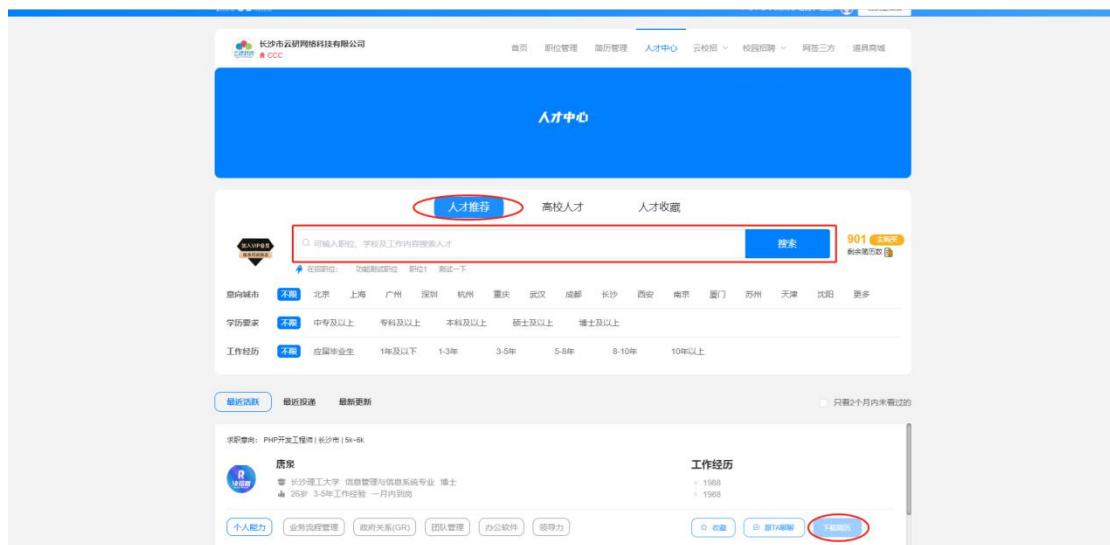 长沙市云研网络科技有限公司
CCC
首页 职位管理 简历管理 人才中心 云校招 校园招聘 网签三方 道具商城
人才中心
人才推荐 高校人才 人才收藏
可输入职位、学校及工作内容搜索人才 搜索
901 去购买
剩余简历数
加入VIP会员
在招职位: 功能测试职位 职位1 测试一下
意向城市 不限 北京 上海 广州 深圳 杭州 重庆 武汉 成都 长沙 西安 南京 厦门 苏州 天津 沈阳 更多
学历要求 不限 中专及以上 专科及以上 本科及以上 硕士及以上 博士及以上
工作经历 不限 应届毕业生 1年及以下 1-3年 3-5年 5-8年 8-10年 10年以上
最近活跃 最近投递 最新更新 只看2个月内未看过的
求职意向: PHP开发工程师 | 长沙市 | 5k-6k
唐泉 工作经历
长沙理工大学 信息管理与信息系统专业 博士 1988
26岁 3-5年工作经验 一月内到岗 1988
个人能力 业务流程管理 政府关系(GR) 团队管理 办公软件 领导力 收藏 跟TA聊聊 下载简历